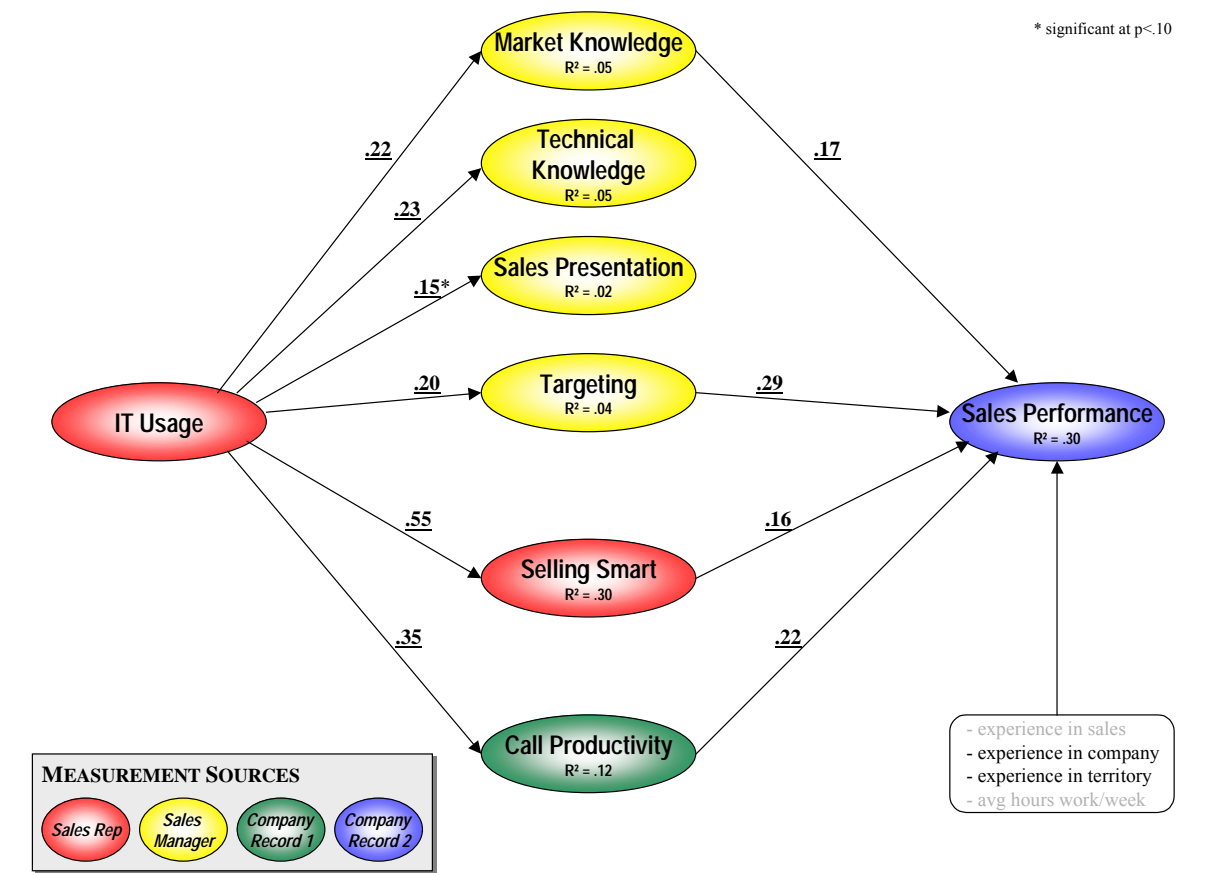 * significant at p<.10
Market Knowledge
R² = .05
.22
.17
Technical
Knowledge
R² = .05
.23
Sales Presentation
R² = .02
.15*
Targeting
R² = .04
.20
.29
IT Usage
Sales Performance
R² = .30
.55
.16
Selling Smart
R² = .30
.35
.22
Call Productivity
R² = .12
- experience in sales
- experience in company
- experience in territory
- avg hours work/week
MEASUREMENT SOURCES
Sales Rep
Sales
Manager
Company
Record 1
Company
Record 2